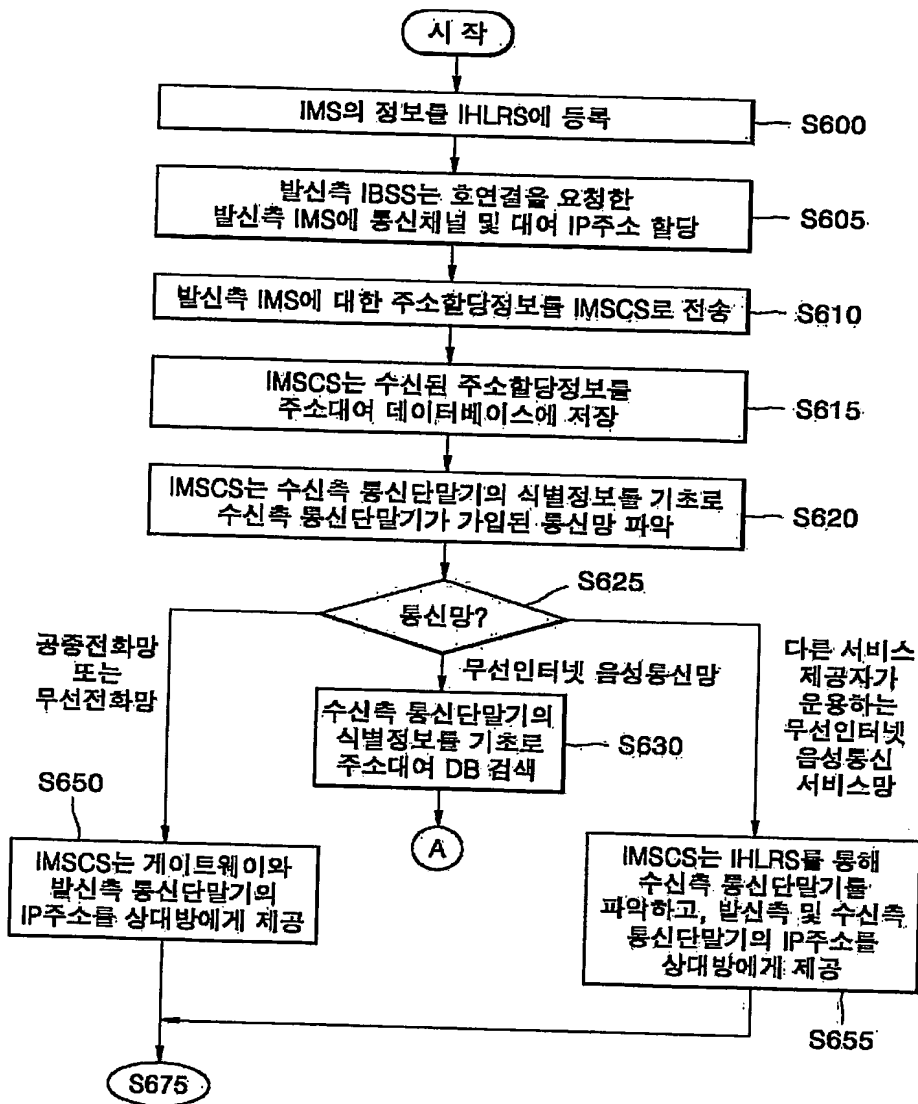 시 작
IMS의 정보를 IHLRS에 등록
S600
발신측 IBSS는 호연결을 요청한
발신측 IMS에 통신채널 및 대여 IP주소 할당
S605
발신측 IMS에 대한 주소할당정보를 IMSCS로 전송
S610
IMSCS는 수신된 주소할당정보를
주소대여 데이터베이스에 저장
S615
IMSCS는 수신측 통신단말기의 식별정보를 기초로
수신측 통신단말기가 가입된 통신망 파악
S620
S625
통신망?
공중전화망
또는
무선전화망
무선인터넷 음성통신망
다른 서비스
제공자가
운용하는
무선인터넷
음성통신
서비스망
수신측 통신단말기의
식별정보를 기초로
주소대여 DB 검색
S630
A
S650
IMSCS는 게이트웨이와
발신측 통신단말기의
IP주소를 상대방에게 제공
IMSCS는 IHLRS를 통해
수신측 통신단말기를
파악하고, 발신측 및 수신측
통신단말기의 IP주소를
상대방에게 제공
S655
S675